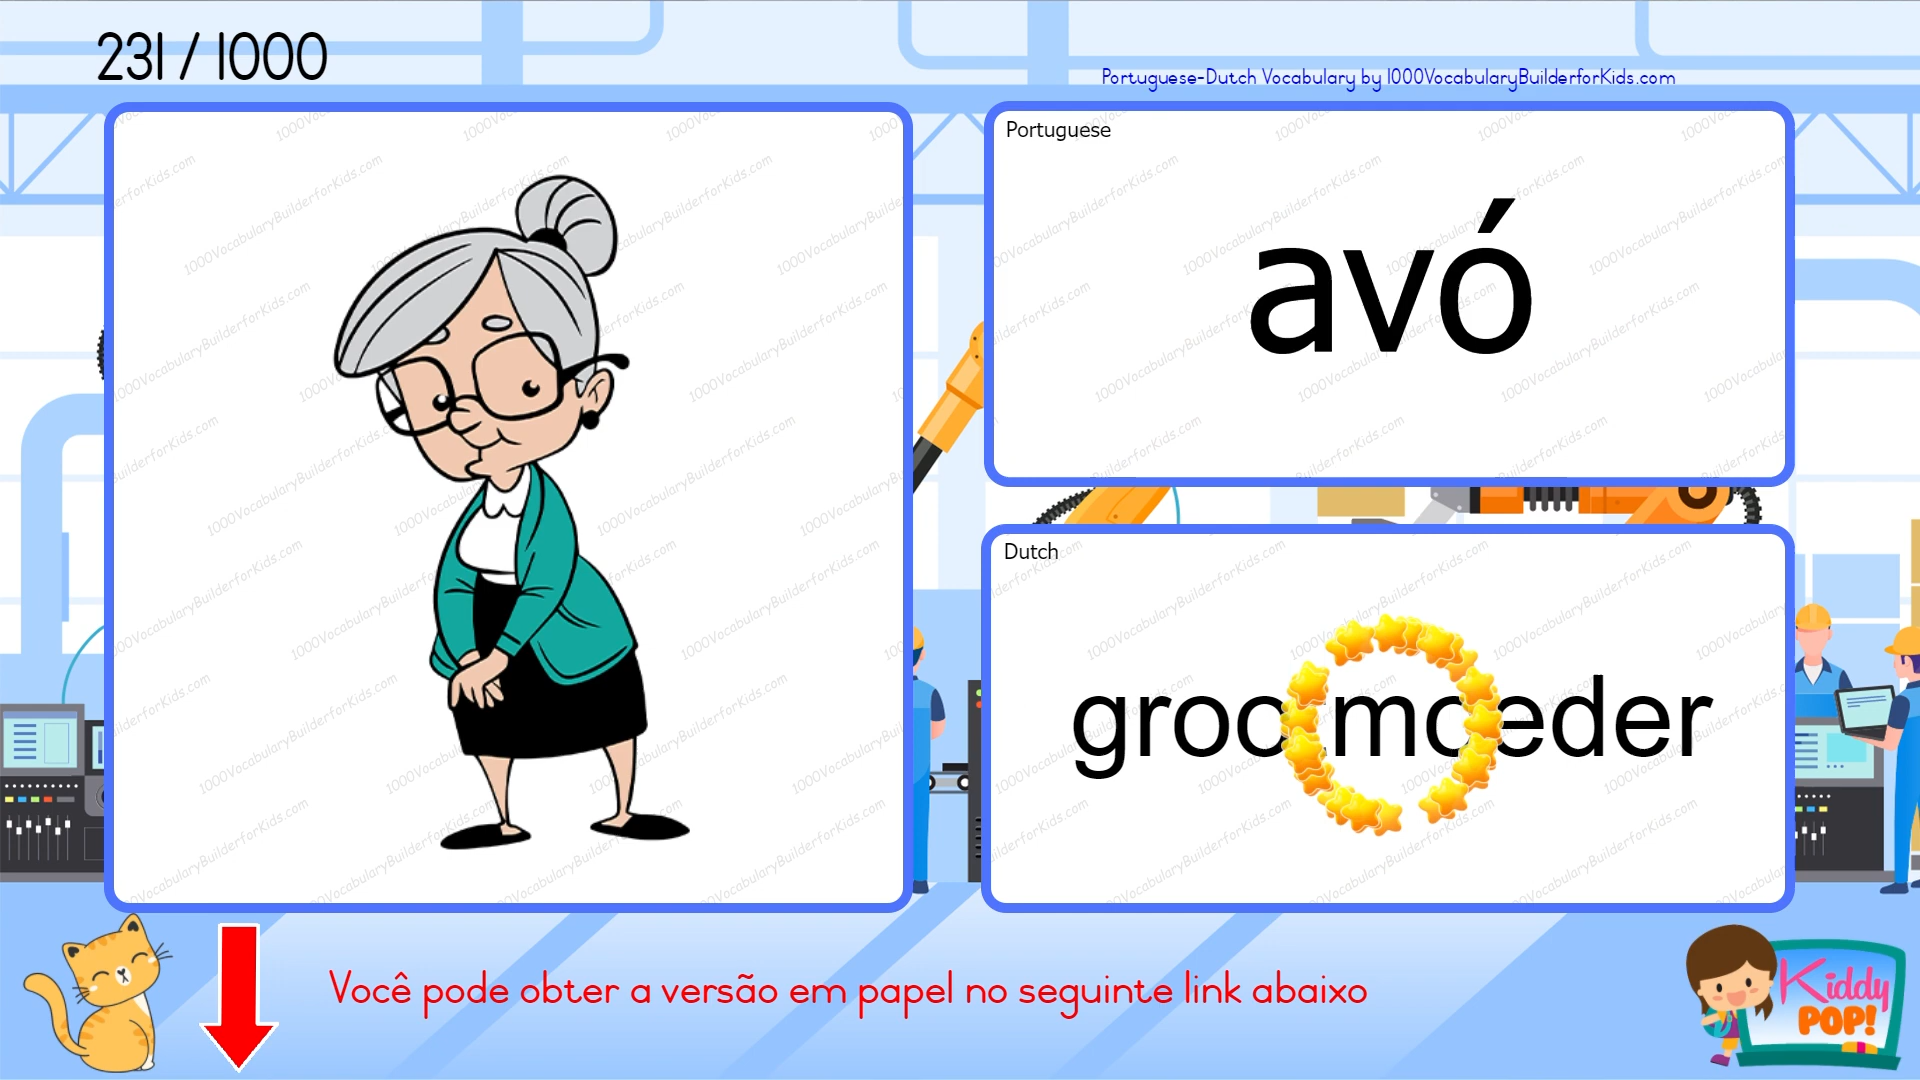 231 / 1000
Portuguese-Dutch Vocabulary by 1000VocabularyBuilderforKids.com
Portuguese
avó
Dutch
grootmoeder
Você pode obter a versão em papel no seguinte link abaixo
Kiddy
POP!